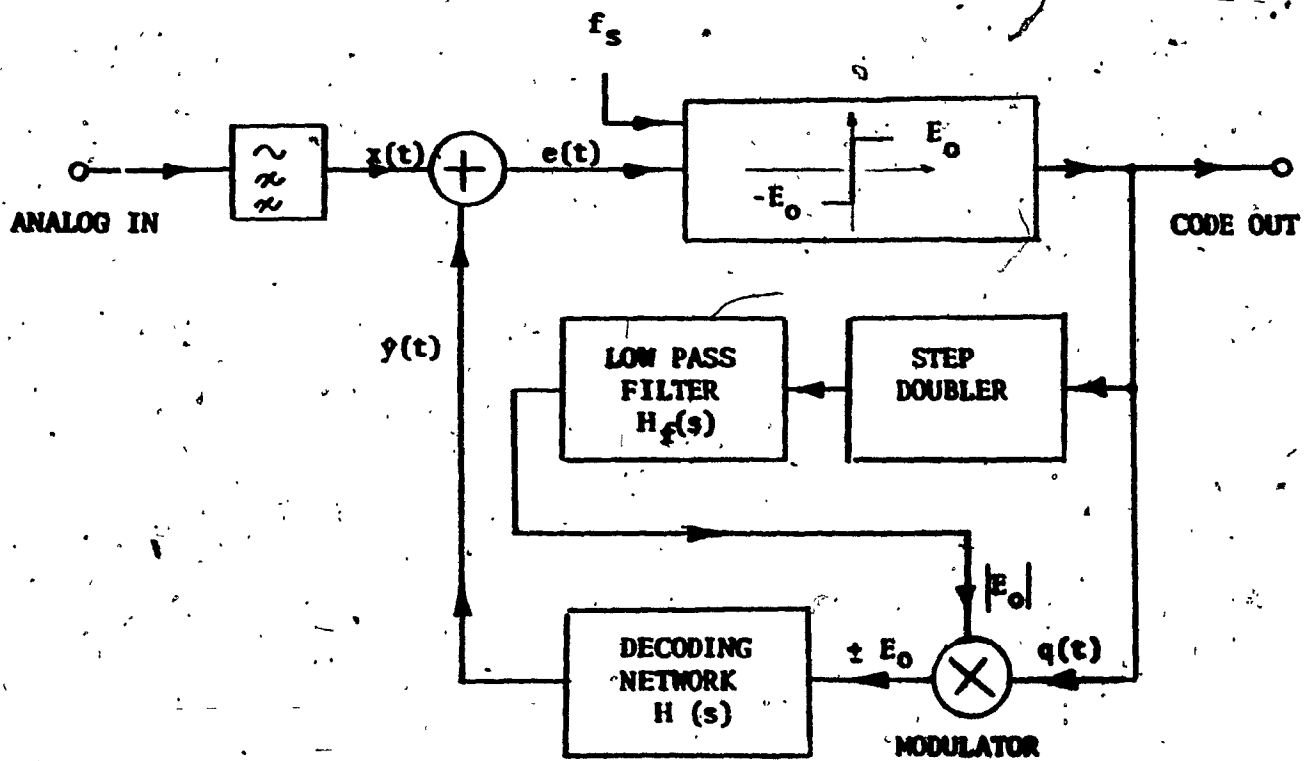 f_s
x(t)
+
e(t)
E_o
-E_o
ANALOG IN
CODE OUT
ŷ(t)
LOW PASS
FILTER
H_f(s)
STEP
DOUBLER
|E_o|
DECODING
NETWORK
H (s)
± E_o
q(t)
MODULATOR